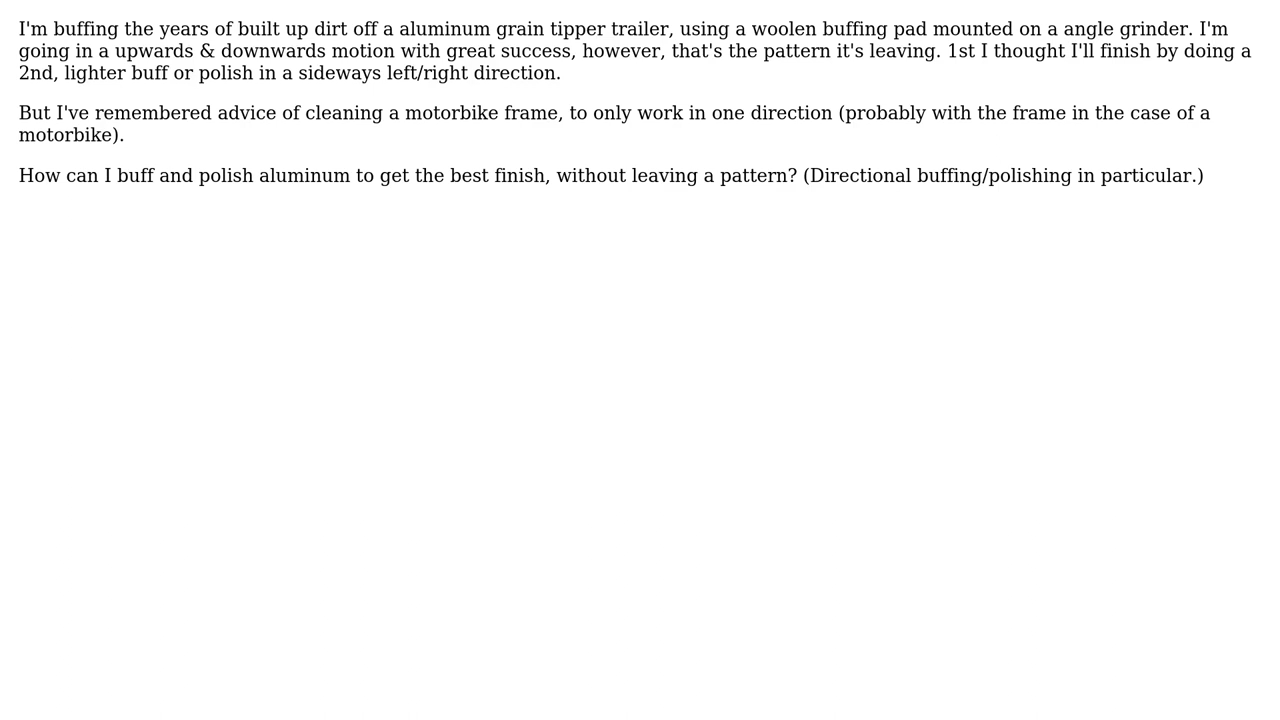 I'm buffing the years of built up dirt off a aluminum grain tipper trailer, using a woolen buffing pad mounted on a angle grinder. I'm
going in a upwards & downwards motion with great success, however, that's the pattern it's leaving. 1st I thought I'll finish by doing a
2nd, lighter buff or polish in a sideways left/right direction.
But I've remembered advice of cleaning a motorbike frame, to only work in one direction (probably with the frame in the case of a
motorbike).
How can I buff and polish aluminum to get the best finish, without leaving a pattern? (Directional buffing/polishing in particular.)